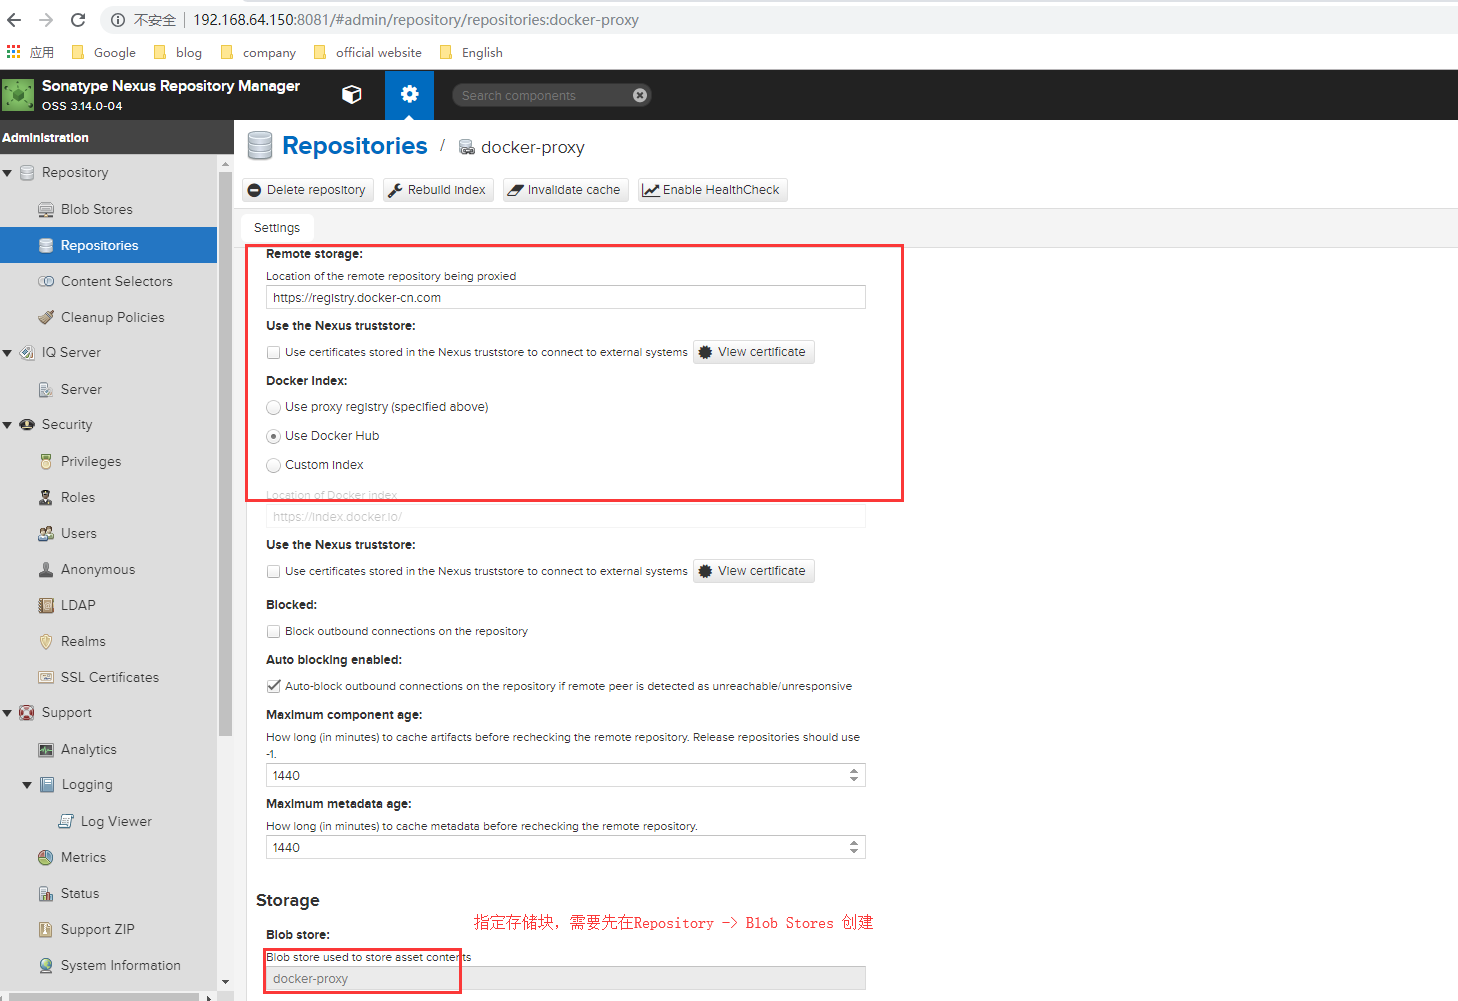 不安全 192.168.64.150:8081/#admin/repository/repositories:docker-proxy
应用 Google blog company official website English
Sonatype Nexus Repository Manager
OSS 3.14.0-04
Search components
Administration
Repository
Blob Stores
Repositories
Content Selectors
Cleanup Policies
IQ Server
Server
Security
Privileges
Roles
Users
Anonymous
LDAP
Realms
SSL Certificates
Support
Analytics
Logging
Log Viewer
Metrics
Status
Support ZIP
System Information
Repositories / docker-proxy
Delete repository Rebuild index Invalidate cache Enable HealthCheck
Settings
Remote storage:
Location of the remote repository being proxied
https://registry.docker-cn.com
Use the Nexus truststore:
Use certificates stored in the Nexus truststore to connect to external systems View certificate
Docker Index:
Use proxy registry (specified above)
Use Docker Hub
Custom index
Location of Docker index
https://index.docker.io/
Use the Nexus truststore:
Use certificates stored in the Nexus truststore to connect to external systems View certificate
Blocked:
Block outbound connections on the repository
Auto blocking enabled:
Auto-block outbound connections on the repository if remote peer is detected as unreachable/unresponsive
Maximum component age:
How long (in minutes) to cache artifacts before rechecking the remote repository. Release repositories should use
-1.
1440
Maximum metadata age:
How long (in minutes) to cache metadata before rechecking the remote repository.
1440
Storage
指定存储块，需要先在Repository -> Blob Stores 创建
Blob store:
Blob store used to store asset contents
docker-proxy